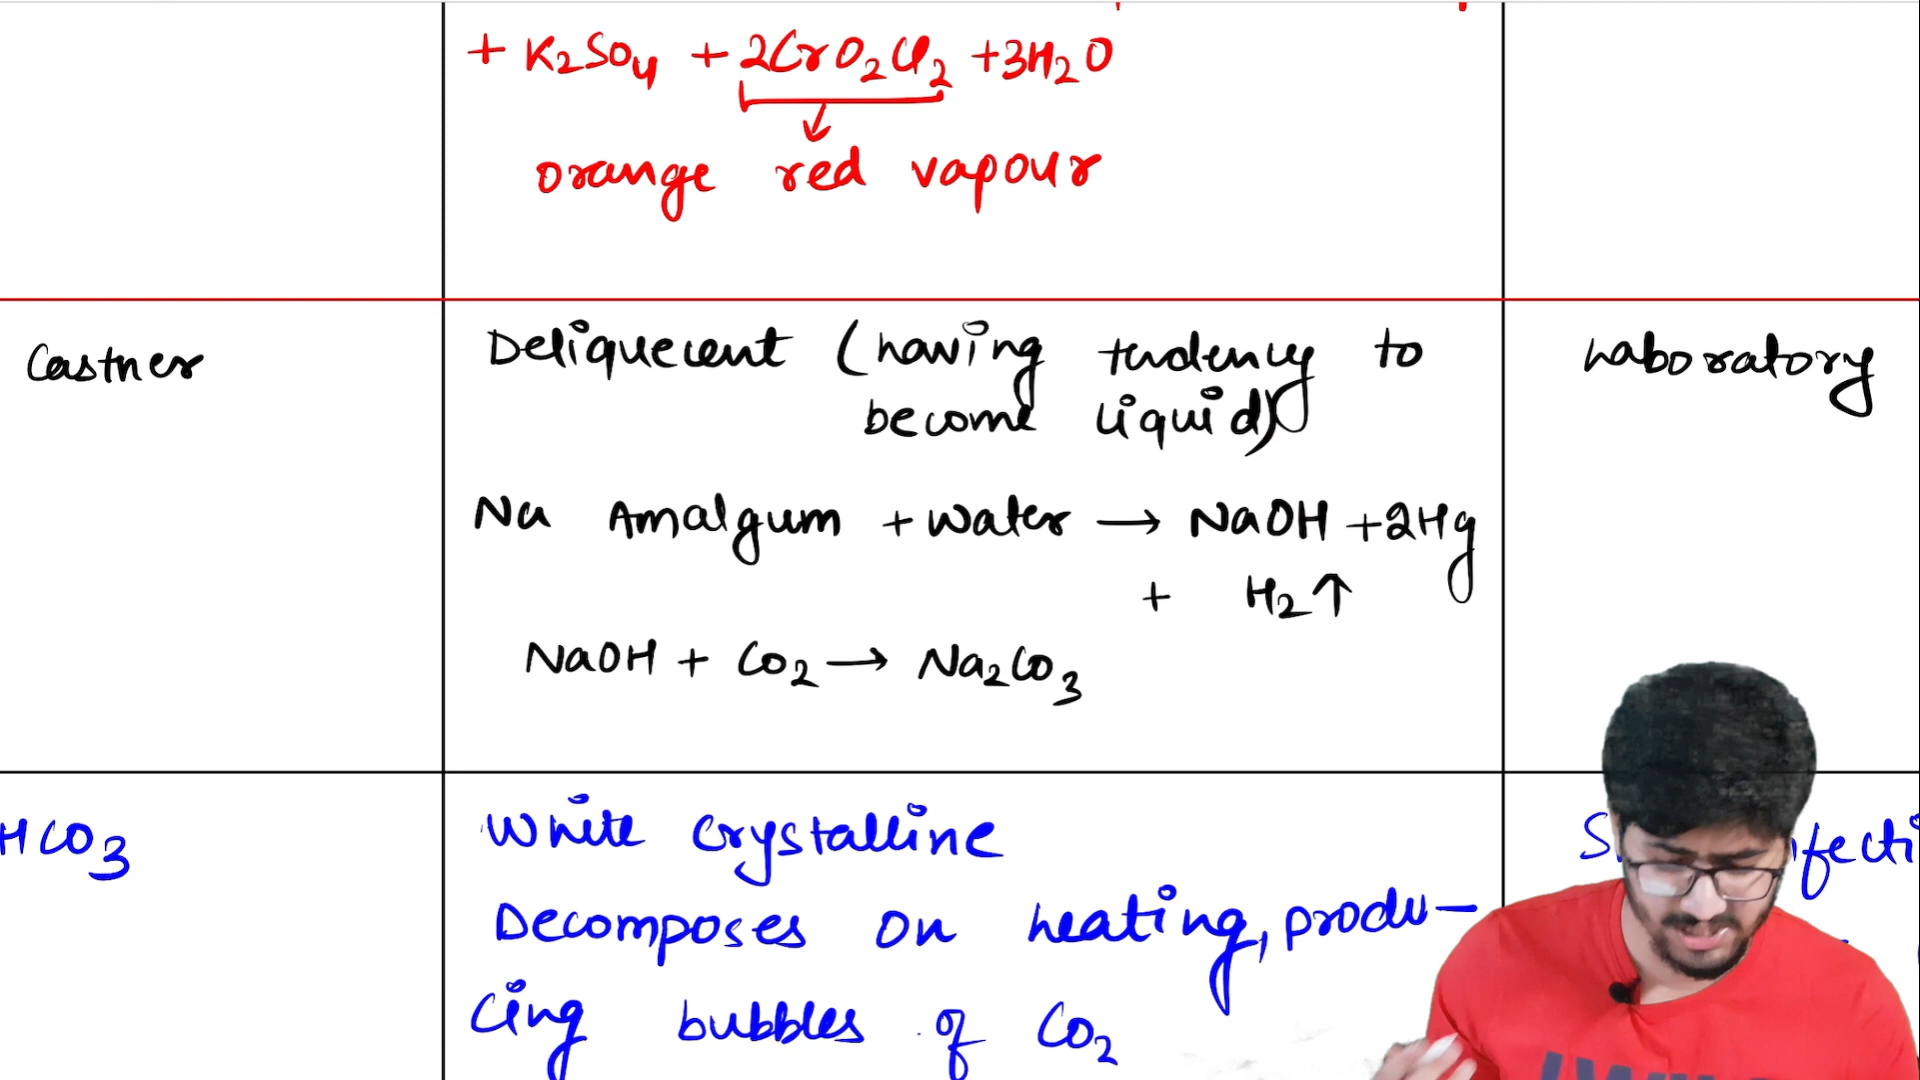 + K2SO4 + 2CrO2Cl2 + 3H2O
orange red vapour
Castner
Deliquecent (having tendency to
become liquid)
Laboratory
Na Amalgum + water → NaOH + 2Hg
+ H2↑
NaOH + CO2 → Na2CO3
HCO3
White crystalline
Decomposes on heating, produ-
cing bubbles of CO2